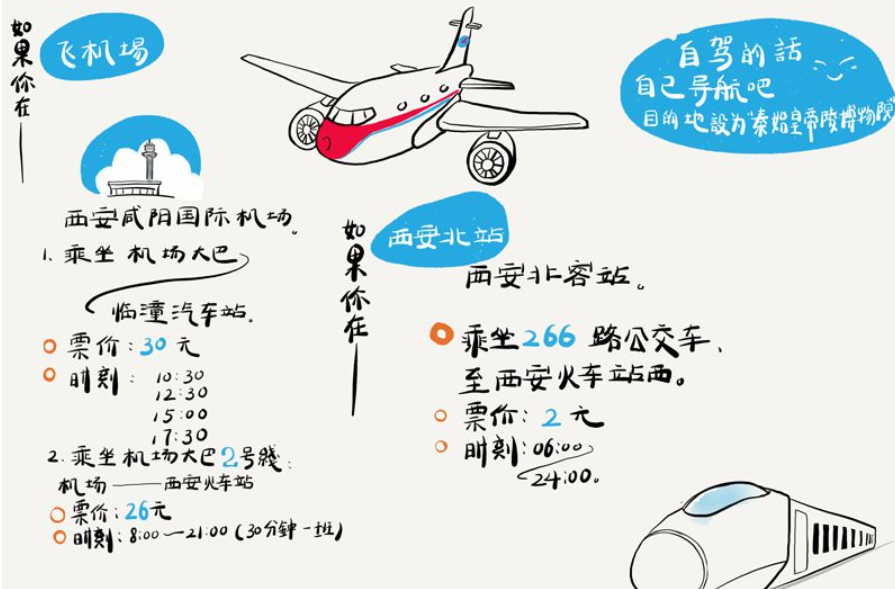 如果你在——
飞机場
西安咸阳国际机场。
1. 乘坐 机场大巴
临潼汽车站。
票价:30元
时刻: 10:30
12:30
15:00
17:30
2. 乘坐机场大巴2号綫:
机场——西安火车站
票价:26元
时刻:8:00—21:00(30分钟一班)
如果你在——
西安北站
西安北客站。
乘坐266路公交车、
至西安火车站西。
票价:2元
时刻:06:00
24:00。
自驾的話
自己导航吧
目的地設为“秦始皇帝陵博物院”